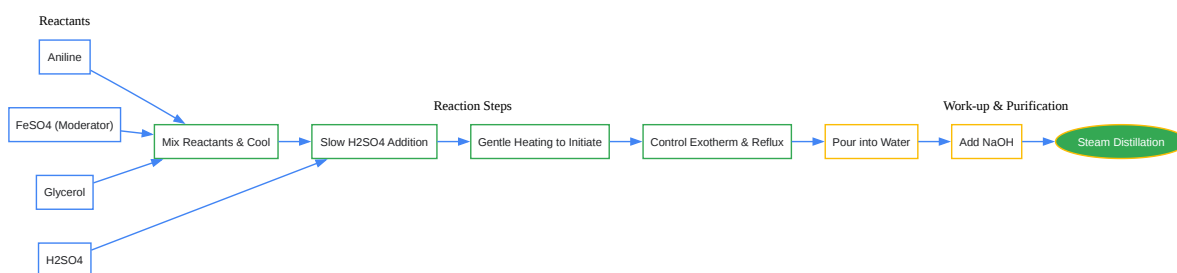 Reactants
Aniline
FeSO4 (Moderator)
Glycerol
H2SO4
Reaction Steps
Mix Reactants & Cool
Slow H2SO4 Addition
Gentle Heating to Initiate
Control Exotherm & Reflux
Work-up & Purification
Pour into Water
Add NaOH
Steam Distillation